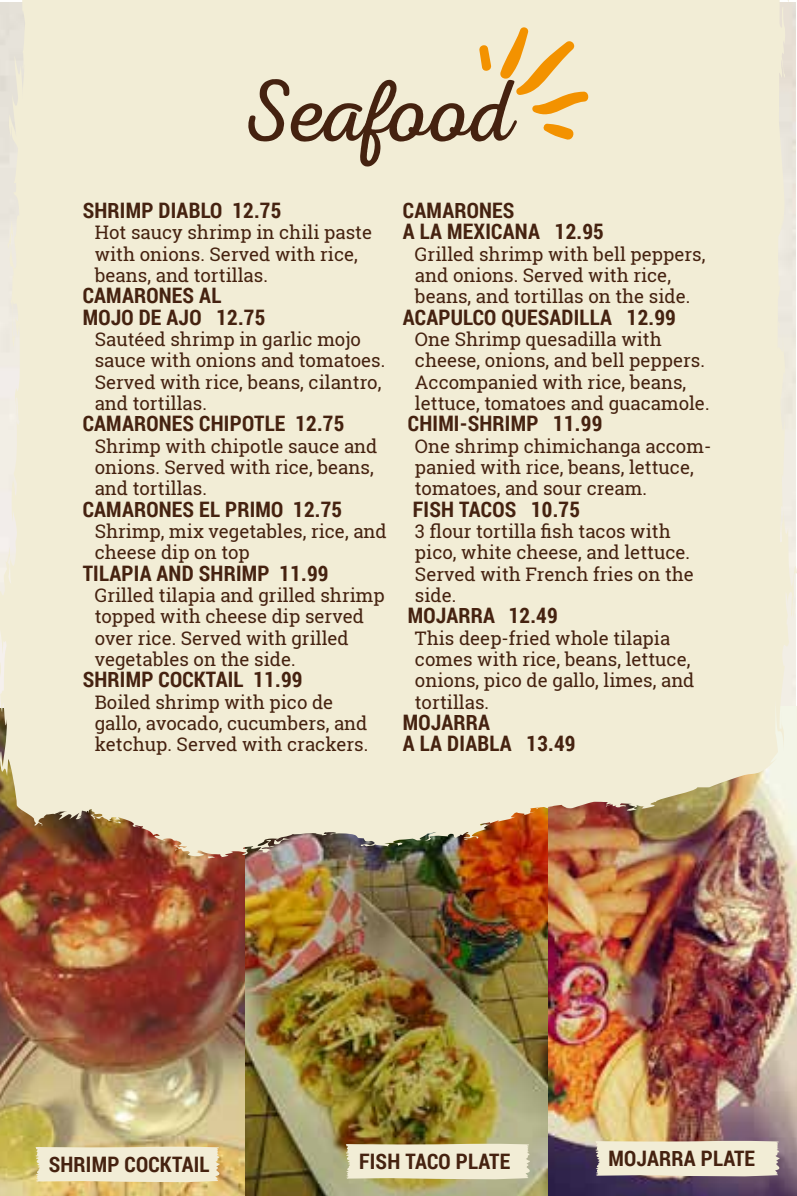 Seafood
SHRIMP DIABLO 12.75
Hot saucy shrimp in chili paste
with onions. Served with rice,
beans, and tortillas.
CAMARONES AL
MOJO DE AJO 12.75
Sautéed shrimp in garlic mojo
sauce with onions and tomatoes.
Served with rice, beans, cilantro,
and tortillas.
CAMARONES CHIPOTLE 12.75
Shrimp with chipotle sauce and
onions. Served with rice, beans,
and tortillas.
CAMARONES EL PRIMO 12.75
Shrimp, mix vegetables, rice, and
cheese dip on top
TILAPIA AND SHRIMP 11.99
Grilled tilapia and grilled shrimp
topped with cheese dip served
over rice. Served with grilled
vegetables on the side.
SHRIMP COCKTAIL 11.99
Boiled shrimp with pico de
gallo, avocado, cucumbers, and
ketchup. Served with crackers.
CAMARONES
A LA MEXICANA 12.95
Grilled shrimp with bell peppers,
and onions. Served with rice,
beans, and tortillas on the side.
ACAPULCO QUESADILLA 12.99
One Shrimp quesadilla with
cheese, onions, and bell peppers.
Accompanied with rice, beans,
lettuce, tomatoes and guacamole.
CHIMI-SHRIMP 11.99
One shrimp chimichanga accom-
panied with rice, beans, lettuce,
tomatoes, and sour cream.
FISH TACOS 10.75
3 flour tortilla fish tacos with
pico, white cheese, and lettuce.
Served with French fries on the
side.
MOJARRA 12.49
This deep-fried whole tilapia
comes with rice, beans, lettuce,
onions, pico de gallo, limes, and
tortillas.
MOJARRA
A LA DIABLA 13.49
SHRIMP COCKTAIL
FISH TACO PLATE
MOJARRA PLATE